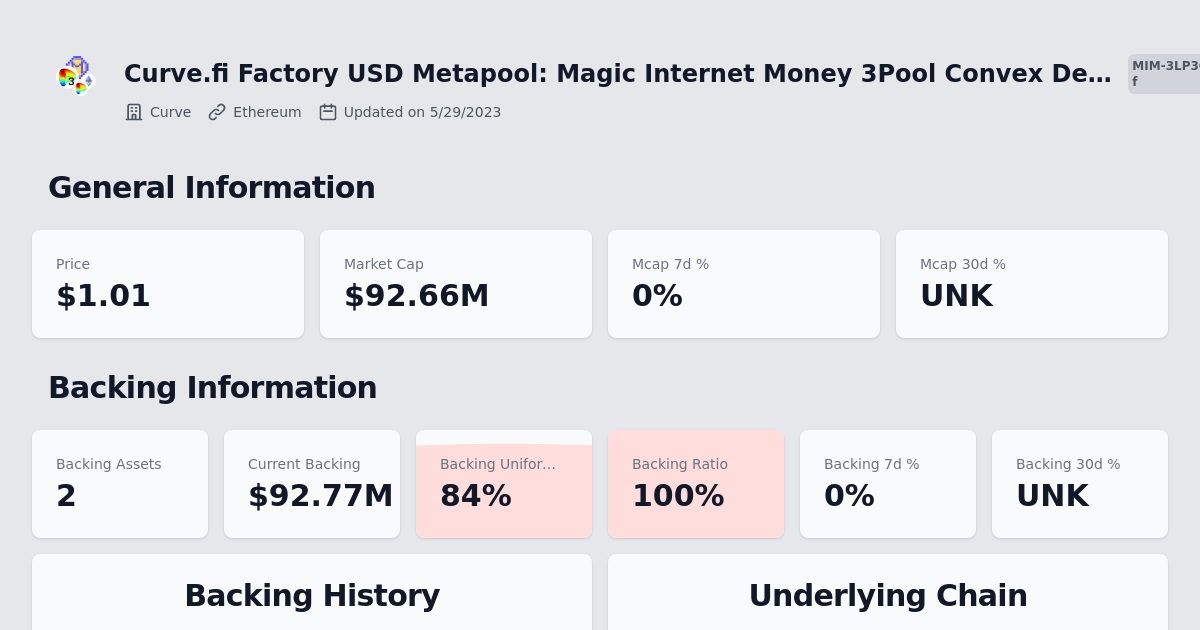 Curve.fi Factory USD Metapool: Magic Internet Money 3Pool Convex De…
MIM-3LP3
f
Curve
Ethereum
Updated on 5/29/2023
General Information
Price
$1.01
Market Cap
$92.66M
Mcap 7d %
0%
Mcap 30d %
UNK
Backing Information
Backing Assets
2
Current Backing
$92.77M
Backing Unifor…
84%
Backing Ratio
100%
Backing 7d %
0%
Backing 30d %
UNK
Backing History
Underlying Chain